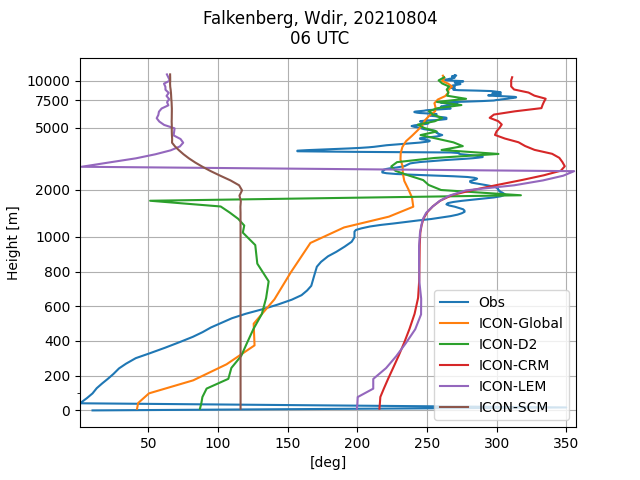 Falkenberg, Wdir, 20210804
06 UTC
Height [m]
10000
7500
5000
2000
1000
800
600
400
200
0
Obs
ICON-Global
ICON-D2
ICON-CRM
ICON-LEM
ICON-SCM
50
100
150
200
250
300
350
[deg]